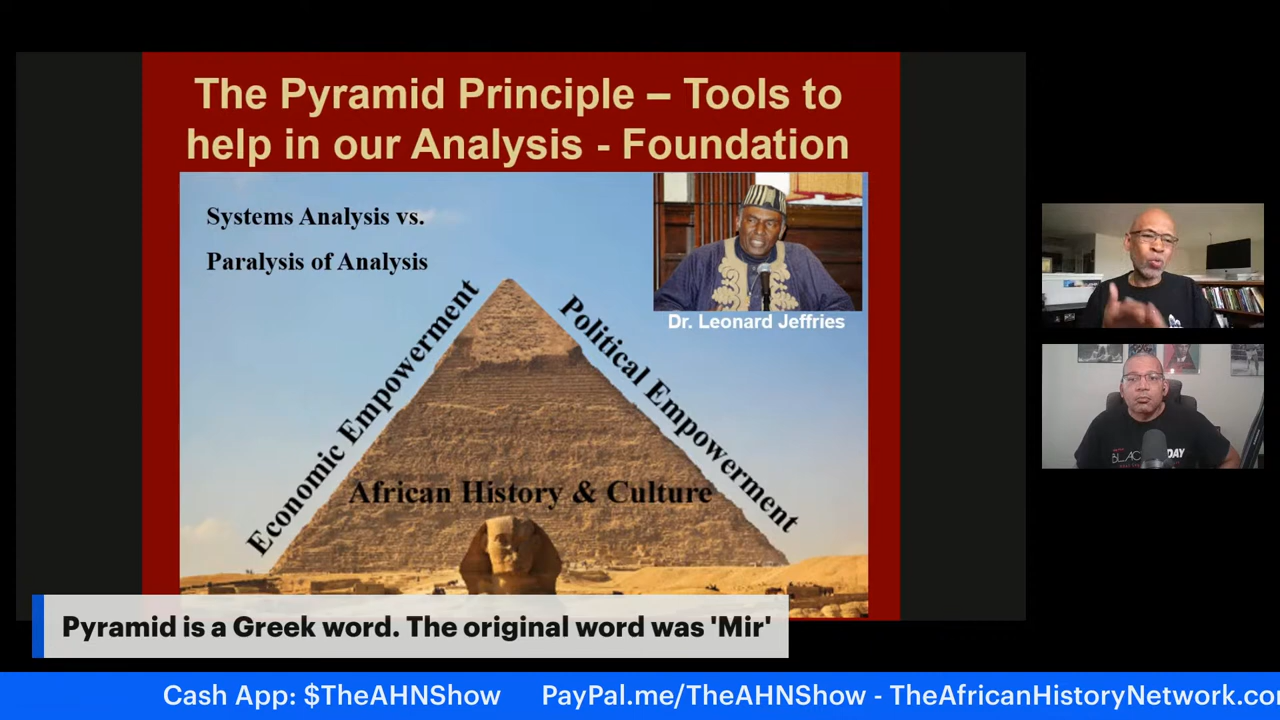 The Pyramid Principle – Tools to
help in our Analysis - Foundation
Systems Analysis vs.
Paralysis of Analysis
Dr. Leonard Jeffries
Economic Empowerment
Political Empowerment
African History & Culture
BLAC DAY
Pyramid is a Greek word. The original word was 'Mir'
Cash App: $TheAHNShow PayPal.me/TheAHNShow - TheAfricanHistoryNetwork.co